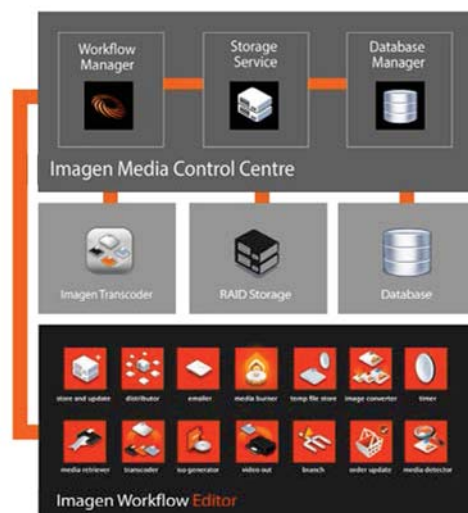 Workflow
Manager
Storage
Service
Database
Manager
Imagen Media Control Centre
Imagen Transcoder
RAID Storage
Database
store and update
distributor
emailer
media burner
temp file store
image converter
timer
media retriever
transcoder
iso generator
video out
branch
order update
media detector
Imagen Workflow Editor